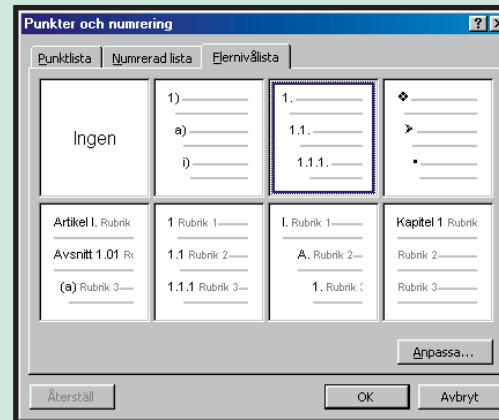 Punkter och numrering
Punktlista Numrerad lista Flernivålista
Ingen
1)
a)
i)
1.
1.1.
1.1.1.
Artikel I. Rubrik
Avsnitt 1.01 Ru
(a) Rubrik 3
1 Rubrik 1
1.1 Rubrik 2
1.1.1 Rubrik 3
I. Rubrik 1
A. Rubrik 2
1. Rubrik
Kapitel 1 Rubrik
Rubrik 2
Rubrik 3
Anpassa...
Återställ OK Avbryt